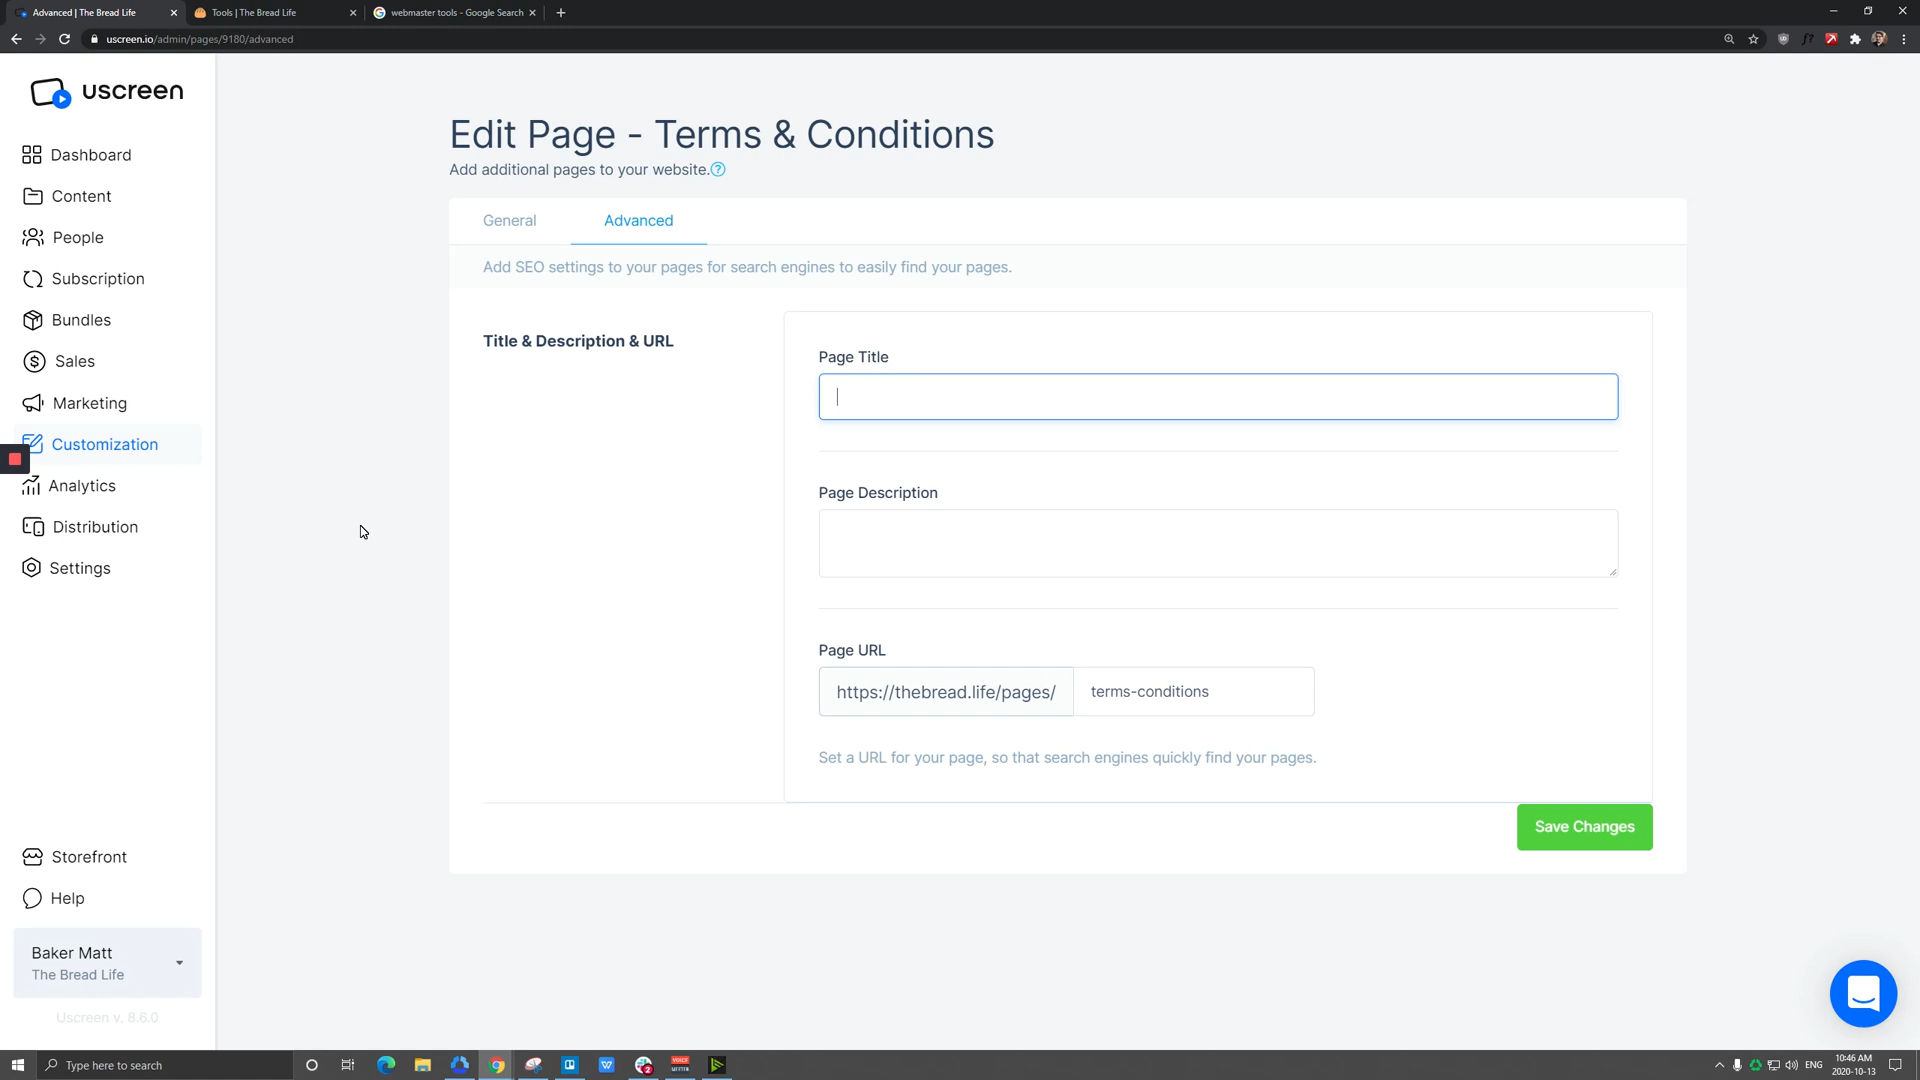 Advanced | The Bread Life
Tools | The Bread Life
webmaster tools - Google Search
uscreen.io/admin/pages/9180/advanced
uscreen
Dashboard
Content
People
Subscription
Bundles
Sales
Marketing
Customization
Analytics
Distribution
Settings
Storefront
Help
Baker Matt
The Bread Life
Uscreen v. 8.6.0
Edit Page - Terms & Conditions
Add additional pages to your website.
General
Advanced
Add SEO settings to your pages for search engines to easily find your pages.
Title & Description & URL
Page Title
Page Description
Page URL
https://thebread.life/pages/
terms-conditions
Set a URL for your page, so that search engines quickly find your pages.
Save Changes
Type here to search
ENG
10:46 AM
2020-10-13